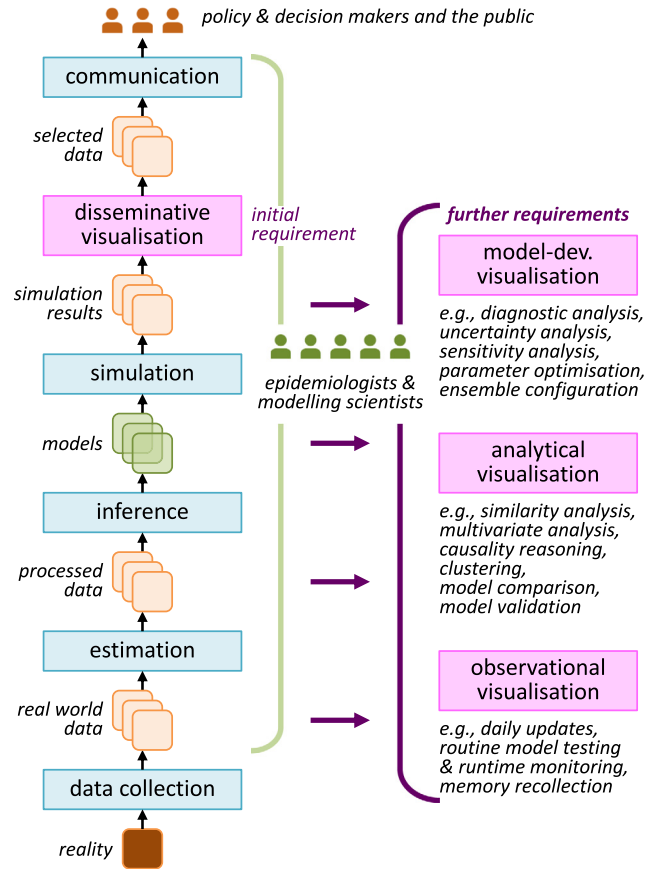 policy & decision makers and the public
communication
selected
data
disseminative
visualisation
initial
requirement
simulation
results
simulation
models
inference
processed
data
estimation
real world
data
data collection
reality
epidemiologists &
modelling scientists
further requirements
model-dev.
visualisation
e.g., diagnostic analysis,
uncertainty analysis,
sensitivity analysis,
parameter optimisation,
ensemble configuration
analytical
visualisation
e.g., similarity analysis,
multivariate analysis,
causality reasoning,
clustering,
model comparison,
model validation
observational
visualisation
e.g., daily updates,
routine model testing
& runtime monitoring,
memory recollection